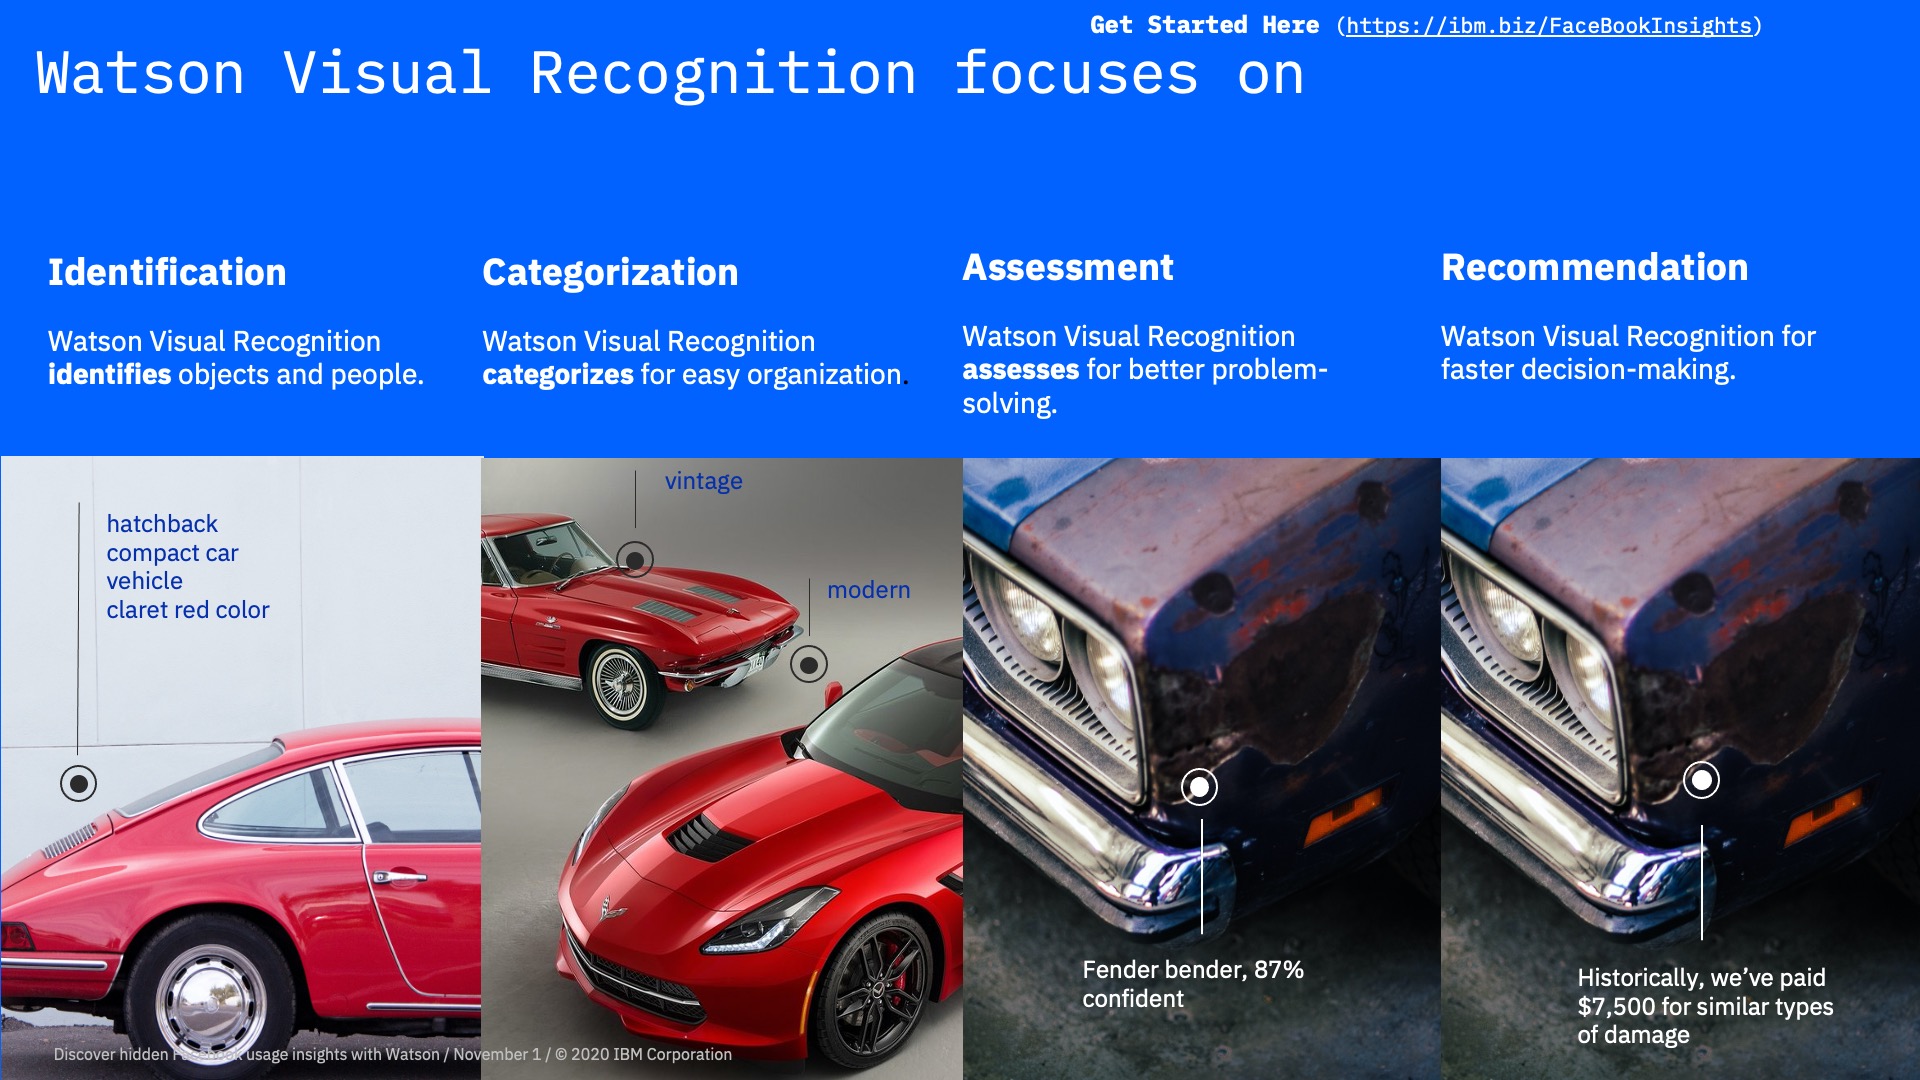 Get Started Here (https://ibm.biz/FaceBookInsights)
Watson Visual Recognition focuses on
Identification
Watson Visual Recognition
identifies objects and people.
Categorization
Watson Visual Recognition
categorizes for easy organization.
Assessment
Watson Visual Recognition
assesses for better problem-
solving.
Recommendation
Watson Visual Recognition for
faster decision-making.
hatchback
compact car
vehicle
claret red color
vintage
modern
Fender bender, 87%
confident
Historically, we’ve paid
$7,500 for similar types
of damage
Discover hidden Facebook usage insights with Watson / November 1 / © 2020 IBM Corporation